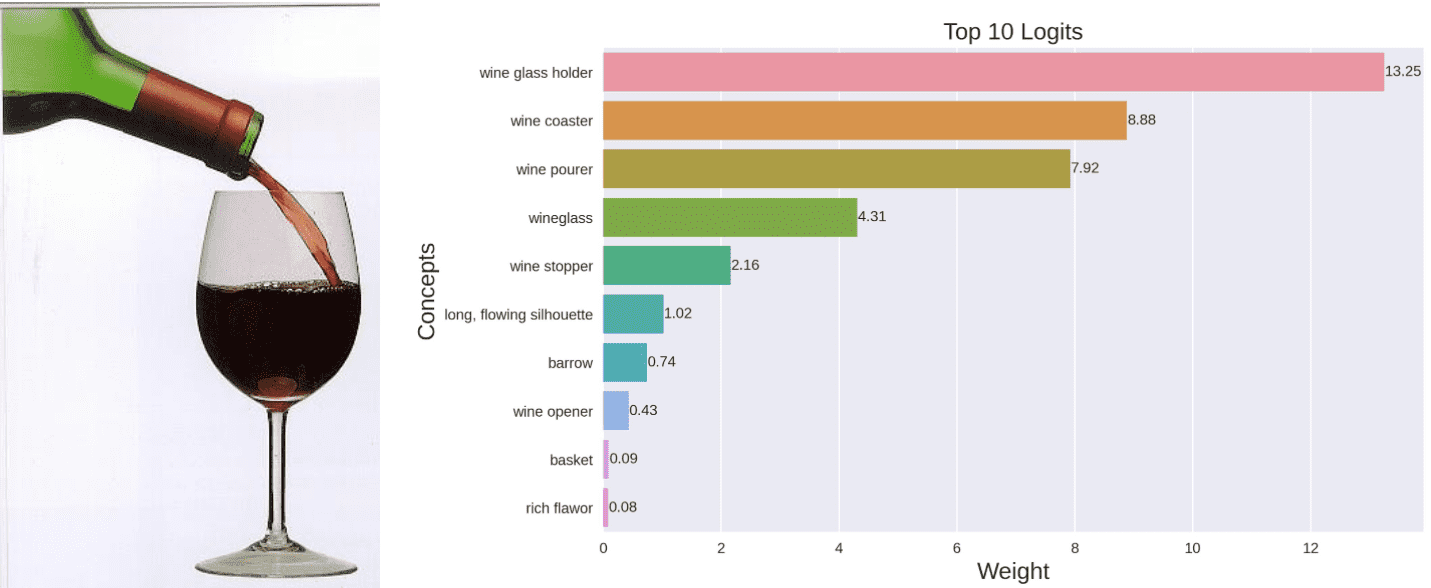 Top 10 Logits
wine glass holder 13.25
wine coaster 8.88
wine pourer 7.92
wineglass 4.31
wine stopper 2.16
long, flowing silhouette 1.02
barrow 0.74
wine opener 0.43
basket 0.09
rich flawor 0.08
Concepts
0 2 4 6 8 10 12
Weight